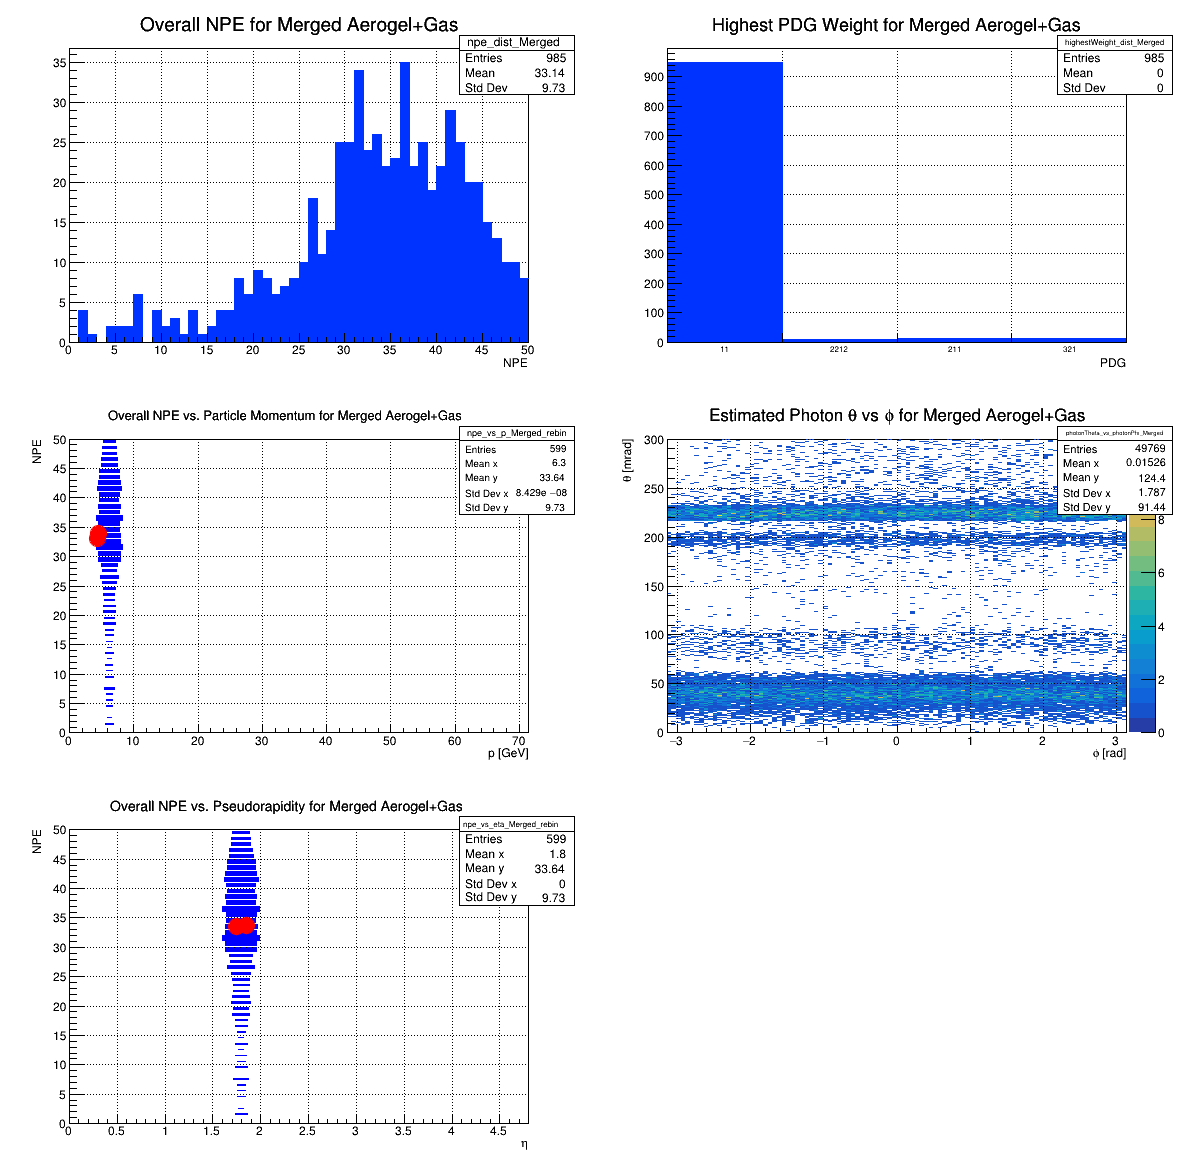 Overall NPE for Merged Aerogel+Gas
npe_dist_Merged
Entries 985
Mean 33.14
Std Dev 9.73
35
30
25
20
15
10
5
0
0 5 10 15 20 25 30 35 40 45 50
NPE
Highest PDG Weight for Merged Aerogel+Gas
highestWeight_dist_Merged
Entries 985
Mean 0
Std Dev 0
900
800
700
600
500
400
300
200
100
0
11 2212 211 321
PDG
Overall NPE vs. Particle Momentum for Merged Aerogel+Gas
npe_vs_p_Merged_rebin
Entries 599
Mean x 6.3
Mean y 33.64
Std Dev x 8.429e −08
Std Dev y 9.73
NPE
50
45
40
35
30
25
20
15
10
5
0
0 10 20 30 40 50 60 70
p [GeV]
Estimated Photon θ vs ϕ for Merged Aerogel+Gas
photonTheta_vs_photonPhi_Merged
Entries 49769
Mean x 0.01526
Mean y 124.4
Std Dev x 1.787
Std Dev y 91.44
θ [mrad]
300
250
200
150
100
50
0
−3 −2 −1 0 1 2 3
ϕ [rad]
8
6
4
2
0
Overall NPE vs. Pseudorapidity for Merged Aerogel+Gas
npe_vs_eta_Merged_rebin
Entries 599
Mean x 1.8
Mean y 33.64
Std Dev x 0
Std Dev y 9.73
NPE
50
45
40
35
30
25
20
15
10
5
0
0 0.5 1 1.5 2 2.5 3 3.5 4 4.5
η